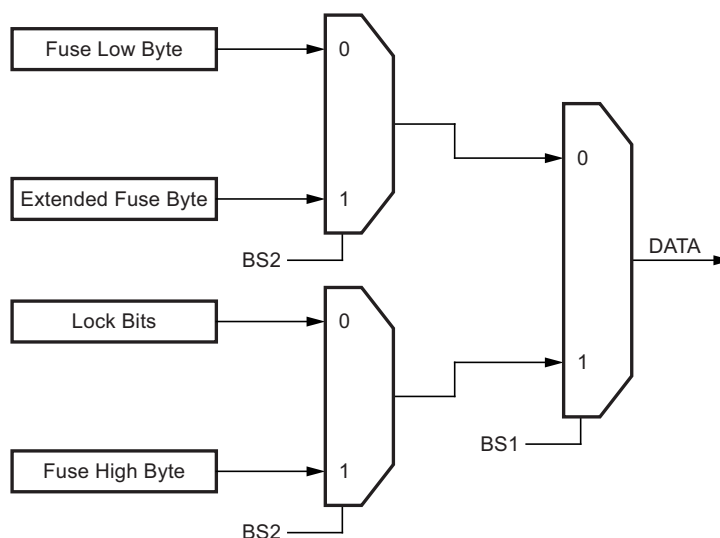 Fuse Low Byte
0
Extended Fuse Byte
1
BS2
0
DATA
Lock Bits
0
1
BS1
Fuse High Byte
1
BS2